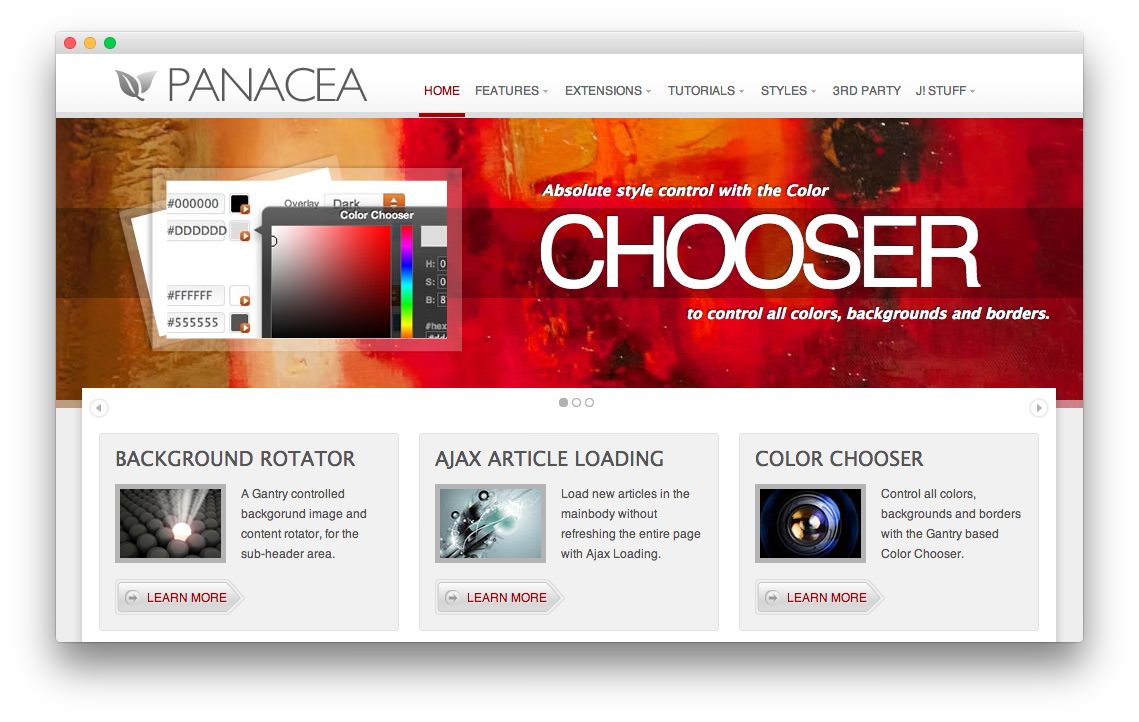 PANACEA
HOME FEATURES EXTENSIONS TUTORIALS STYLES 3RD PARTY J! STUFF
#000000
Overlay Dark
#DDDDDD
#FFFFFF
#555555
Color Chooser
H: 0
S: 0
B: 8
#hex
Absolute style control with the Color
CHOOSER
to control all colors, backgrounds and borders.
BACKGROUND ROTATOR
A Gantry controlled
backgorund image and
content rotator, for the
sub-header area.
LEARN MORE
AJAX ARTICLE LOADING
Load new articles in the
mainbody without
refreshing the entire page
with Ajax Loading.
LEARN MORE
COLOR CHOOSER
Control all colors,
backgrounds and borders
with the Gantry based
Color Chooser.
LEARN MORE